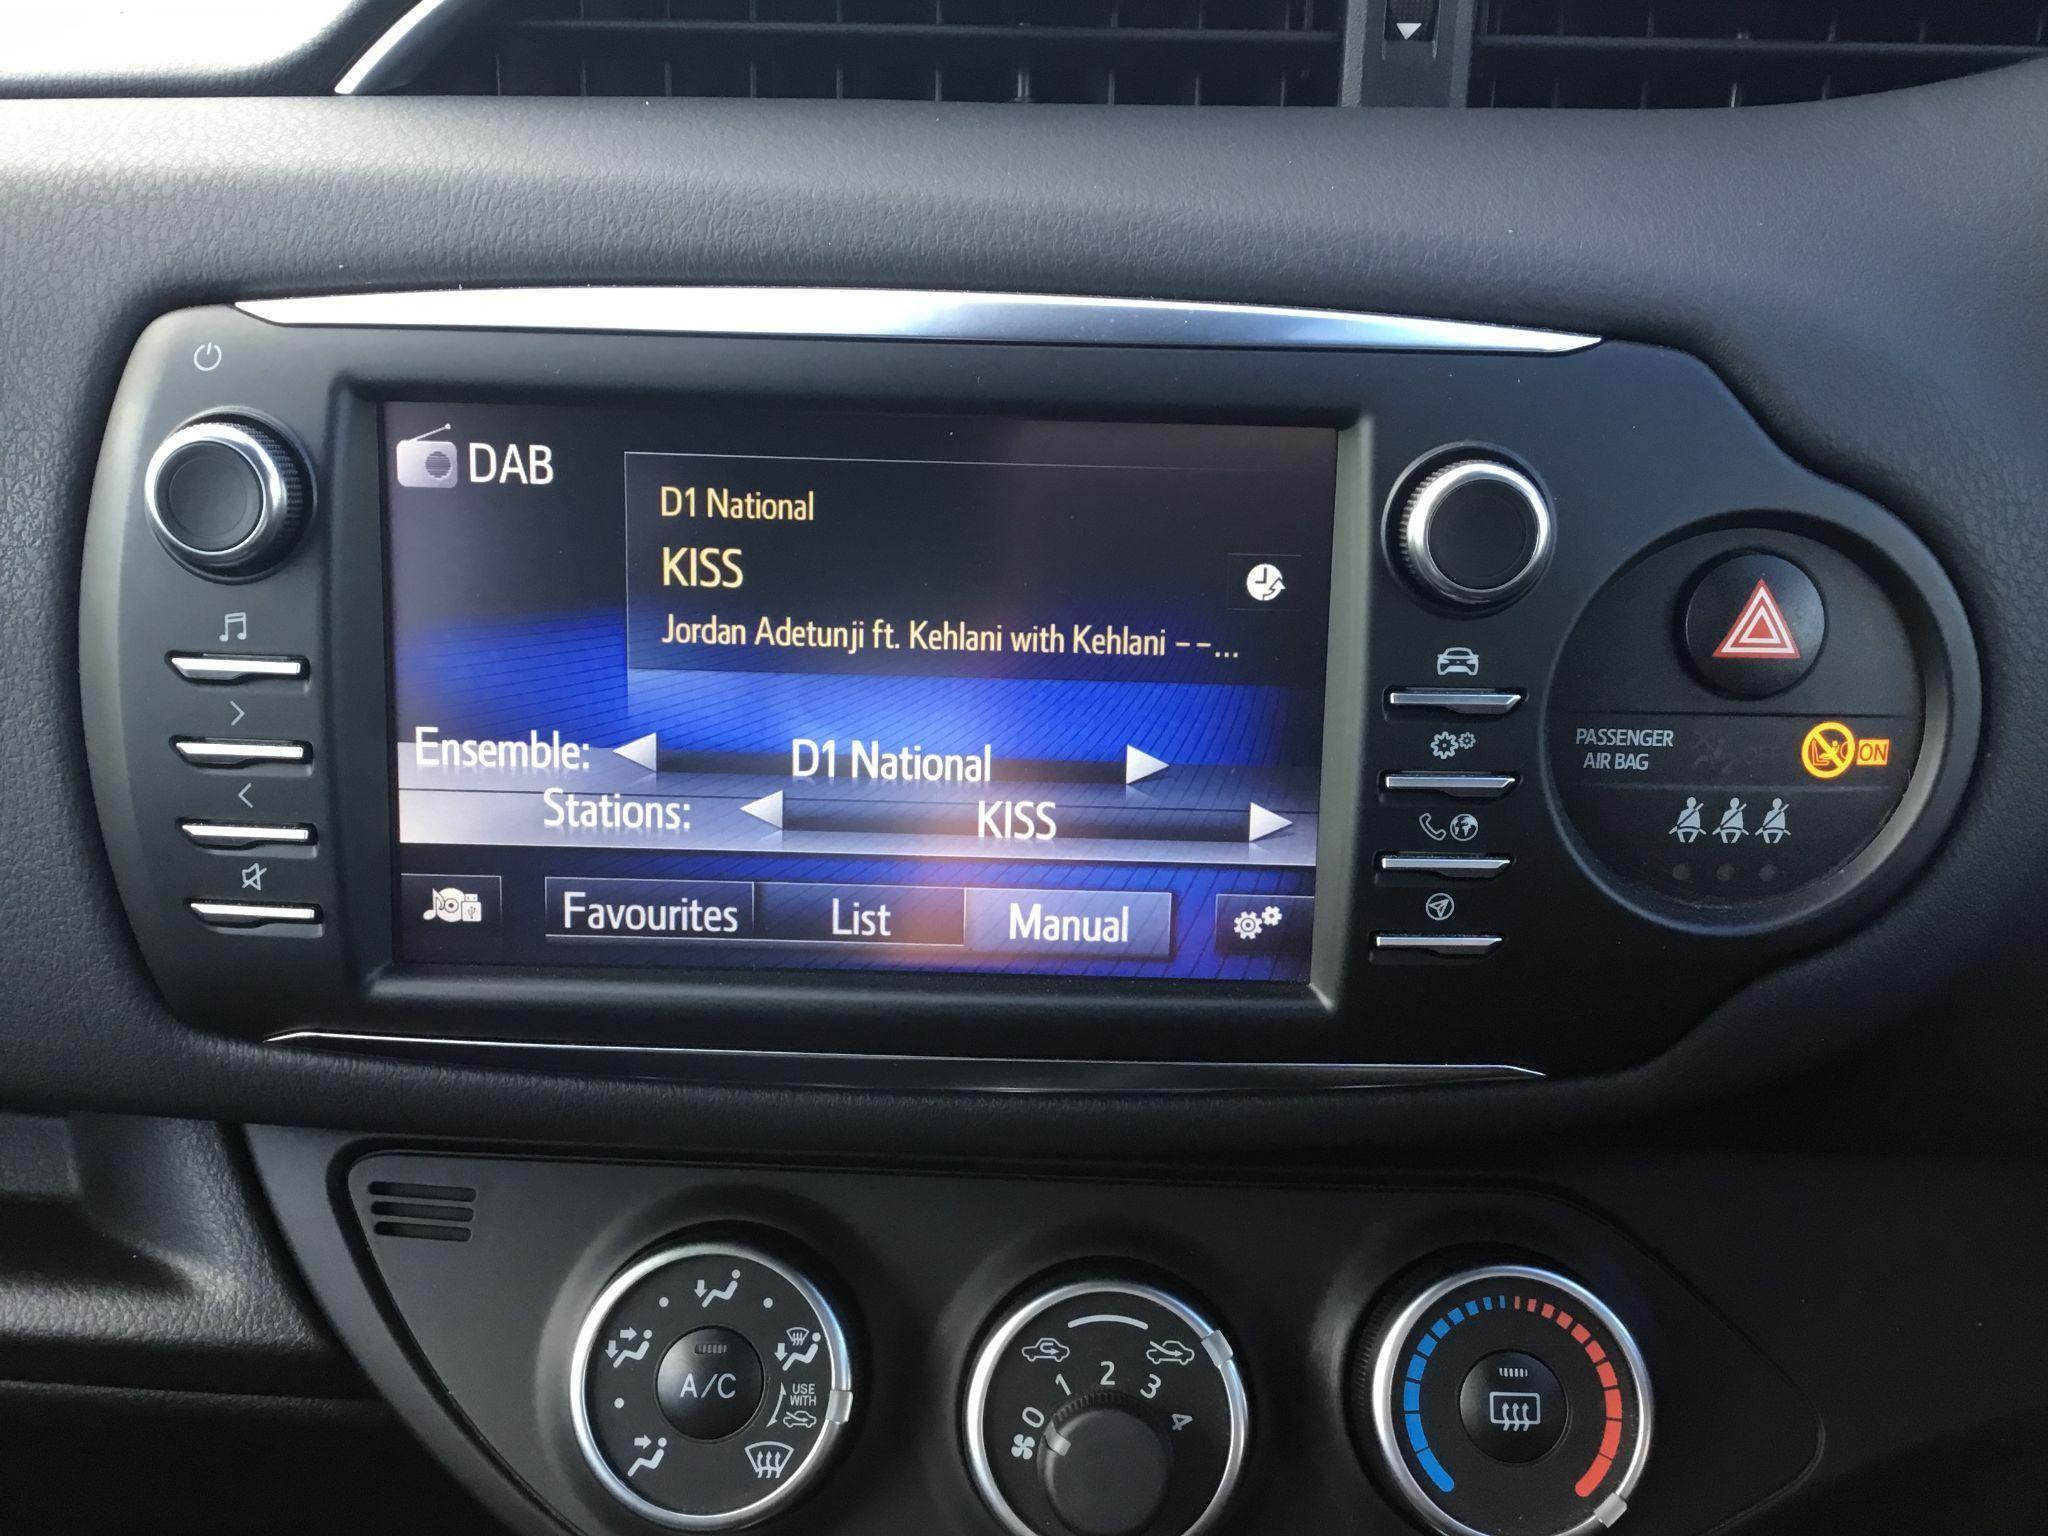 DAB
D1 National
KISS
Jordan Adetunji ft. Kehlani with Kehlani --...
Ensemble: D1 National
Stations: KISS
Favourites List Manual
PASSENGER
AIR BAG
ON
A/C
USE
WITH
0 1 2 3 4